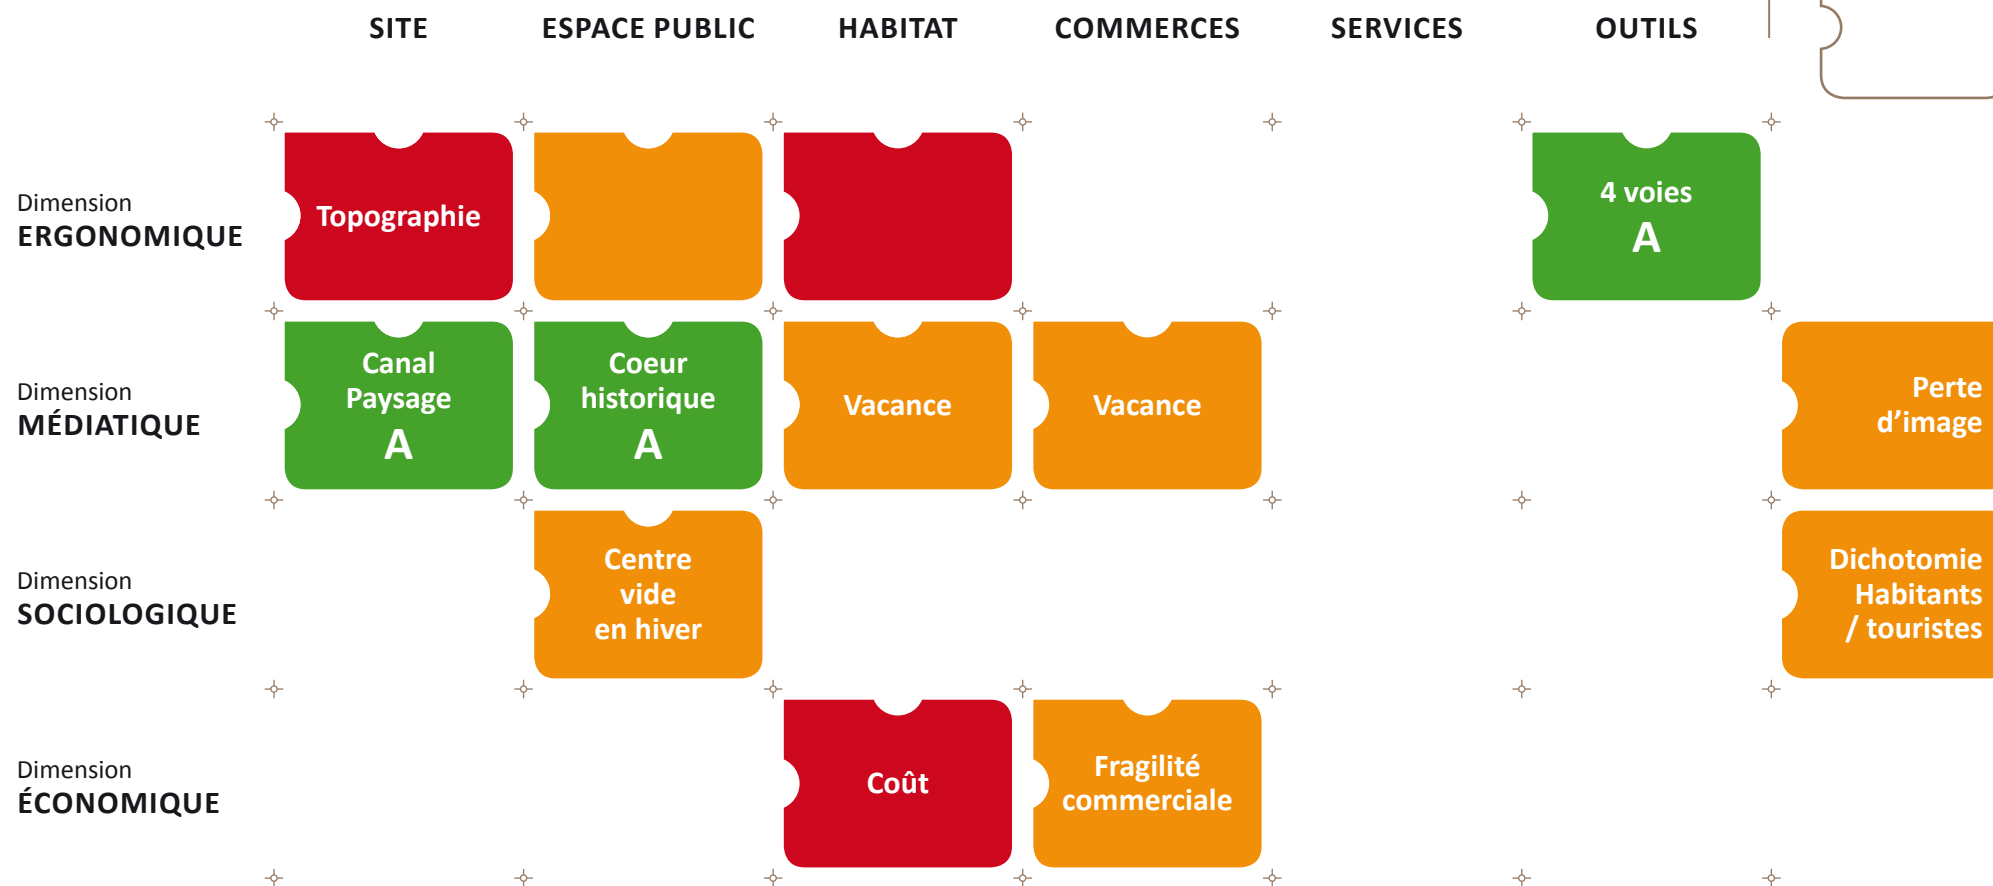 SITE
ESPACE PUBLIC
HABITAT
COMMERCES
SERVICES
OUTILS
Dimension
ERGONOMIQUE
Topographie
4 voies
A
Dimension
MÉDIATIQUE
Canal
Paysage
A
Coeur
historique
A
Vacance
Vacance
Perte
d’image
Dimension
SOCIOLOGIQUE
Centre
vide
en hiver
Dichotomie
Habitants
/ touristes
Dimension
ÉCONOMIQUE
Coût
Fragilité
commerciale